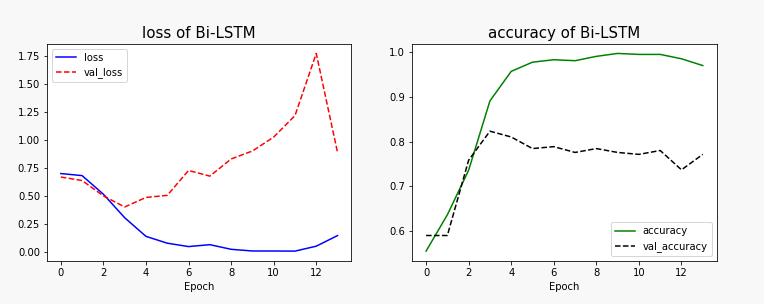 loss of Bi-LSTM
1.75
1.50
1.25
1.00
0.75
0.50
0.25
0.00
loss
val_loss
0 2 4 6 8 10 12
Epoch
accuracy of Bi-LSTM
1.0
0.9
0.8
0.7
0.6
accuracy
val_accuracy
0 2 4 6 8 10 12
Epoch